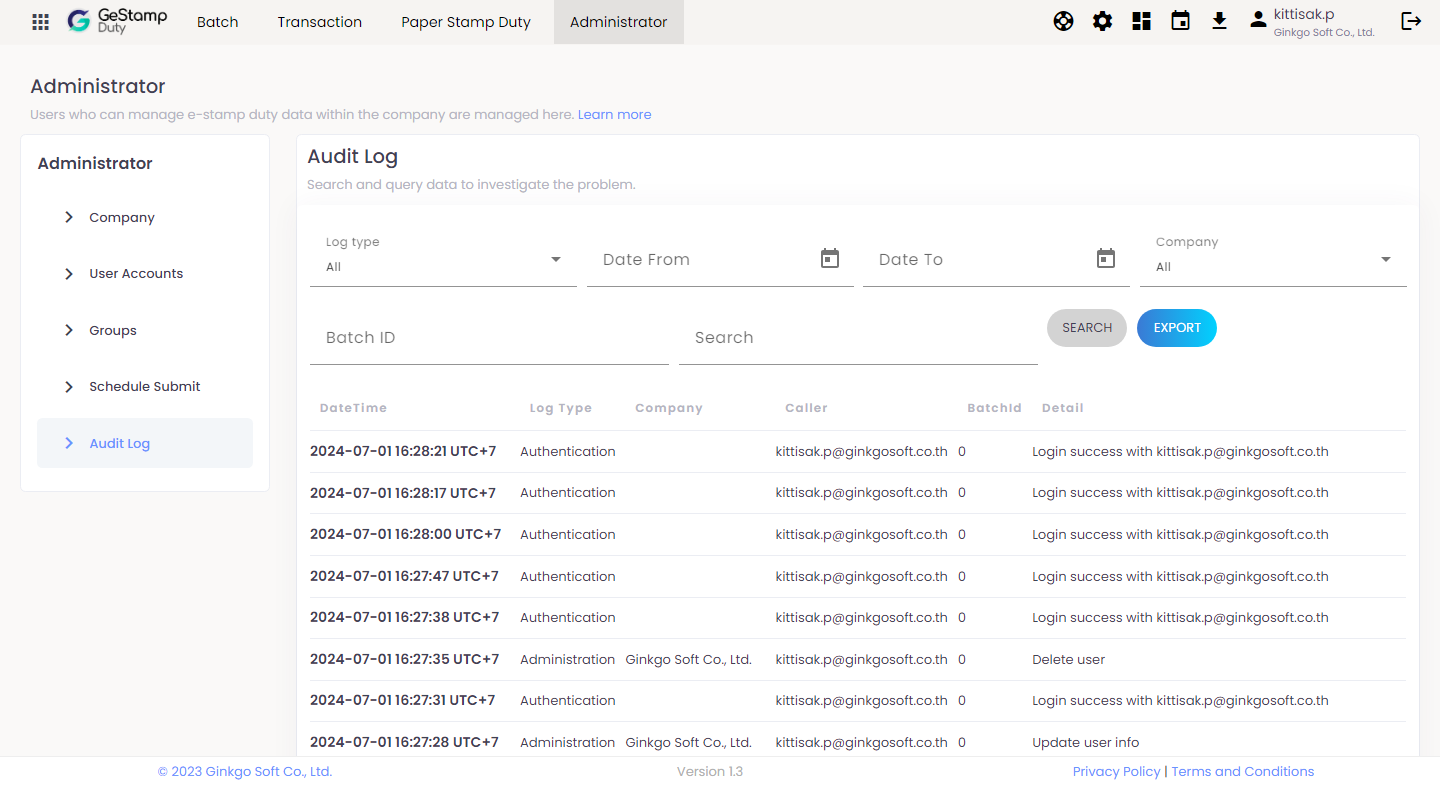 GeStamp Duty Batch Transaction Paper Stamp Duty Administrator kittisak.p
Ginkgo Soft Co., Ltd.
Administrator
Users who can manage e-stamp duty data within the company are managed here. Learn more
Administrator
Company
User Accounts
Groups
Schedule Submit
Audit Log
Audit Log
Search and query data to investigate the problem.
Log type
All
Date From
Date To
Company
All
Batch ID
Search
SEARCH
EXPORT
DateTime Log Type Company Caller BatchId Detail
2024-07-01 16:28:21 UTC+7 Authentication kittisak.p@ginkgosoft.co.th 0 Login success with kittisak.p@ginkgosoft.co.th
2024-07-01 16:28:17 UTC+7 Authentication kittisak.p@ginkgosoft.co.th 0 Login success with kittisak.p@ginkgosoft.co.th
2024-07-01 16:28:00 UTC+7 Authentication kittisak.p@ginkgosoft.co.th 0 Login success with kittisak.p@ginkgosoft.co.th
2024-07-01 16:27:47 UTC+7 Authentication kittisak.p@ginkgosoft.co.th 0 Login success with kittisak.p@ginkgosoft.co.th
2024-07-01 16:27:38 UTC+7 Authentication kittisak.p@ginkgosoft.co.th 0 Login success with kittisak.p@ginkgosoft.co.th
2024-07-01 16:27:35 UTC+7 Administration Ginkgo Soft Co., Ltd. kittisak.p@ginkgosoft.co.th 0 Delete user
2024-07-01 16:27:31 UTC+7 Authentication kittisak.p@ginkgosoft.co.th 0 Login success with kittisak.p@ginkgosoft.co.th
2024-07-01 16:27:28 UTC+7 Administration Ginkgo Soft Co., Ltd. kittisak.p@ginkgosoft.co.th 0 Update user info
© 2023 Ginkgo Soft Co., Ltd. Version 1.3 Privacy Policy | Terms and Conditions